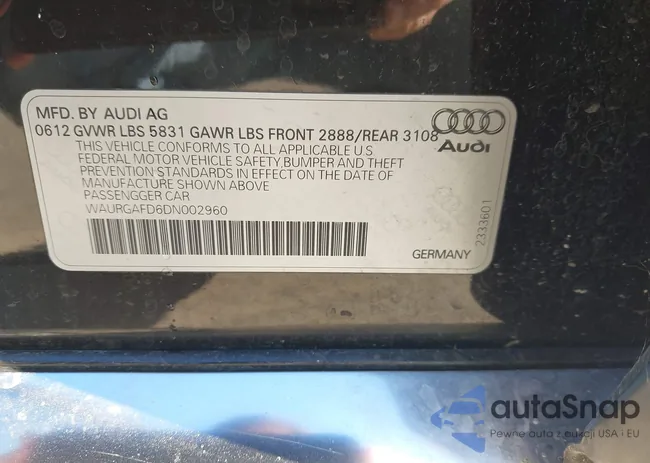 MFD. BY AUDI AG
0612 GVWR LBS 5831 GAWR LBS FRONT 2888/REAR 3108
THIS VEHICLE CONFORMS TO ALL APPLICABLE U.S
FEDERAL MOTOR VEHICLE SAFETY,BUMPER AND THEFT
STANDARDS IN EFFECT ON THE DATE OF
MANUFACTURE SHOWN ABOVE
PASSENGGER CAR
WAURGAFD6DN002960
Audi
2333601
GERMANY
autaSnap
Pewne auta z aukcji USA i EU